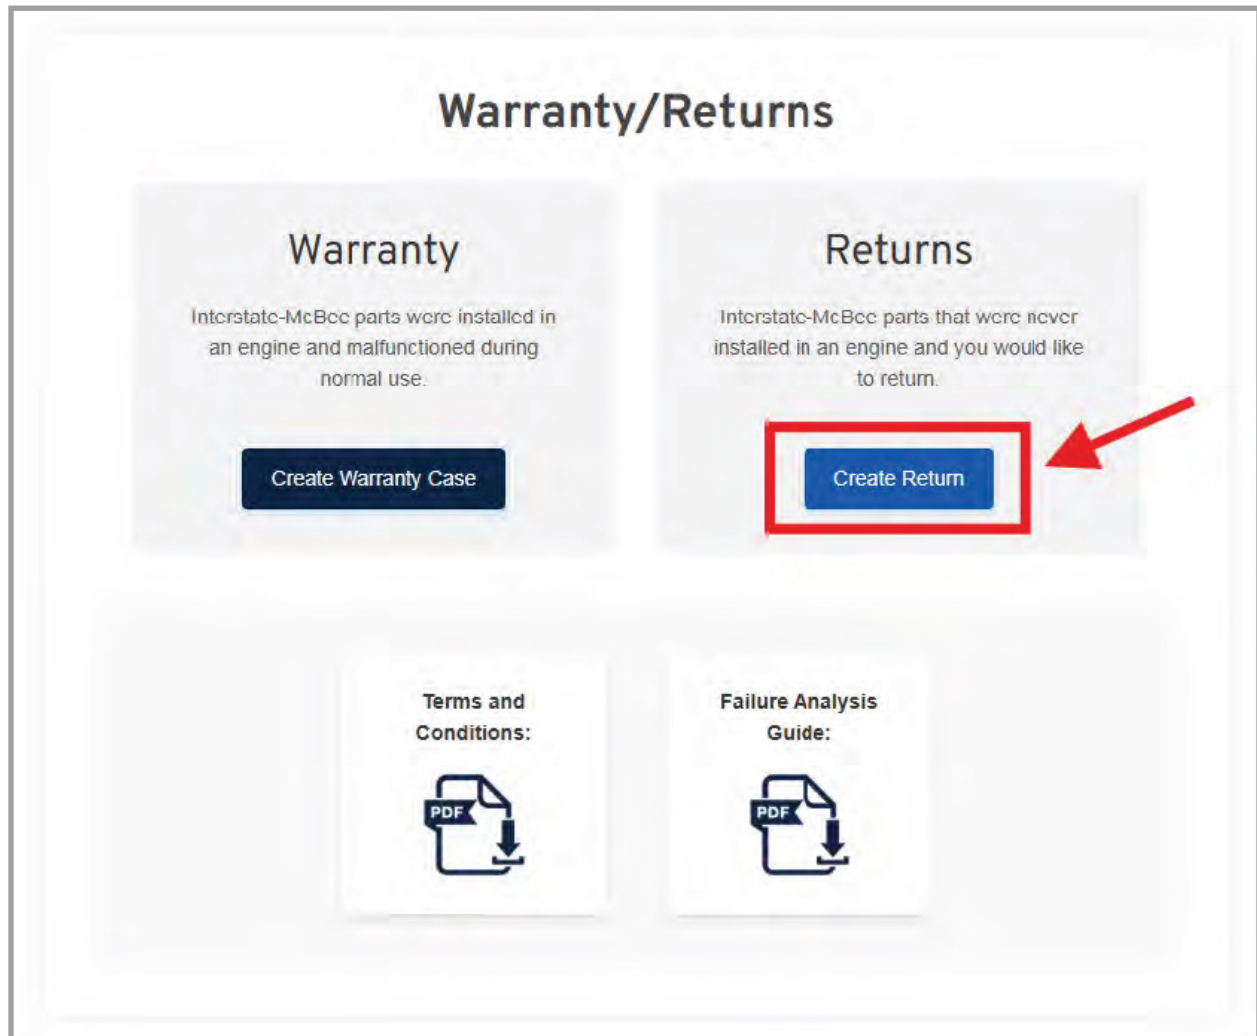 Warranty/Returns
Warranty
Interstate-McBee parts were installed in
an engine and malfunctioned during
normal use.
Create Warranty Case
Returns
Interstate-McBee parts that were never
installed in an engine and you would like
to return.
Create Return
Terms and
Conditions:
PDF
Failure Analysis
Guide:
PDF